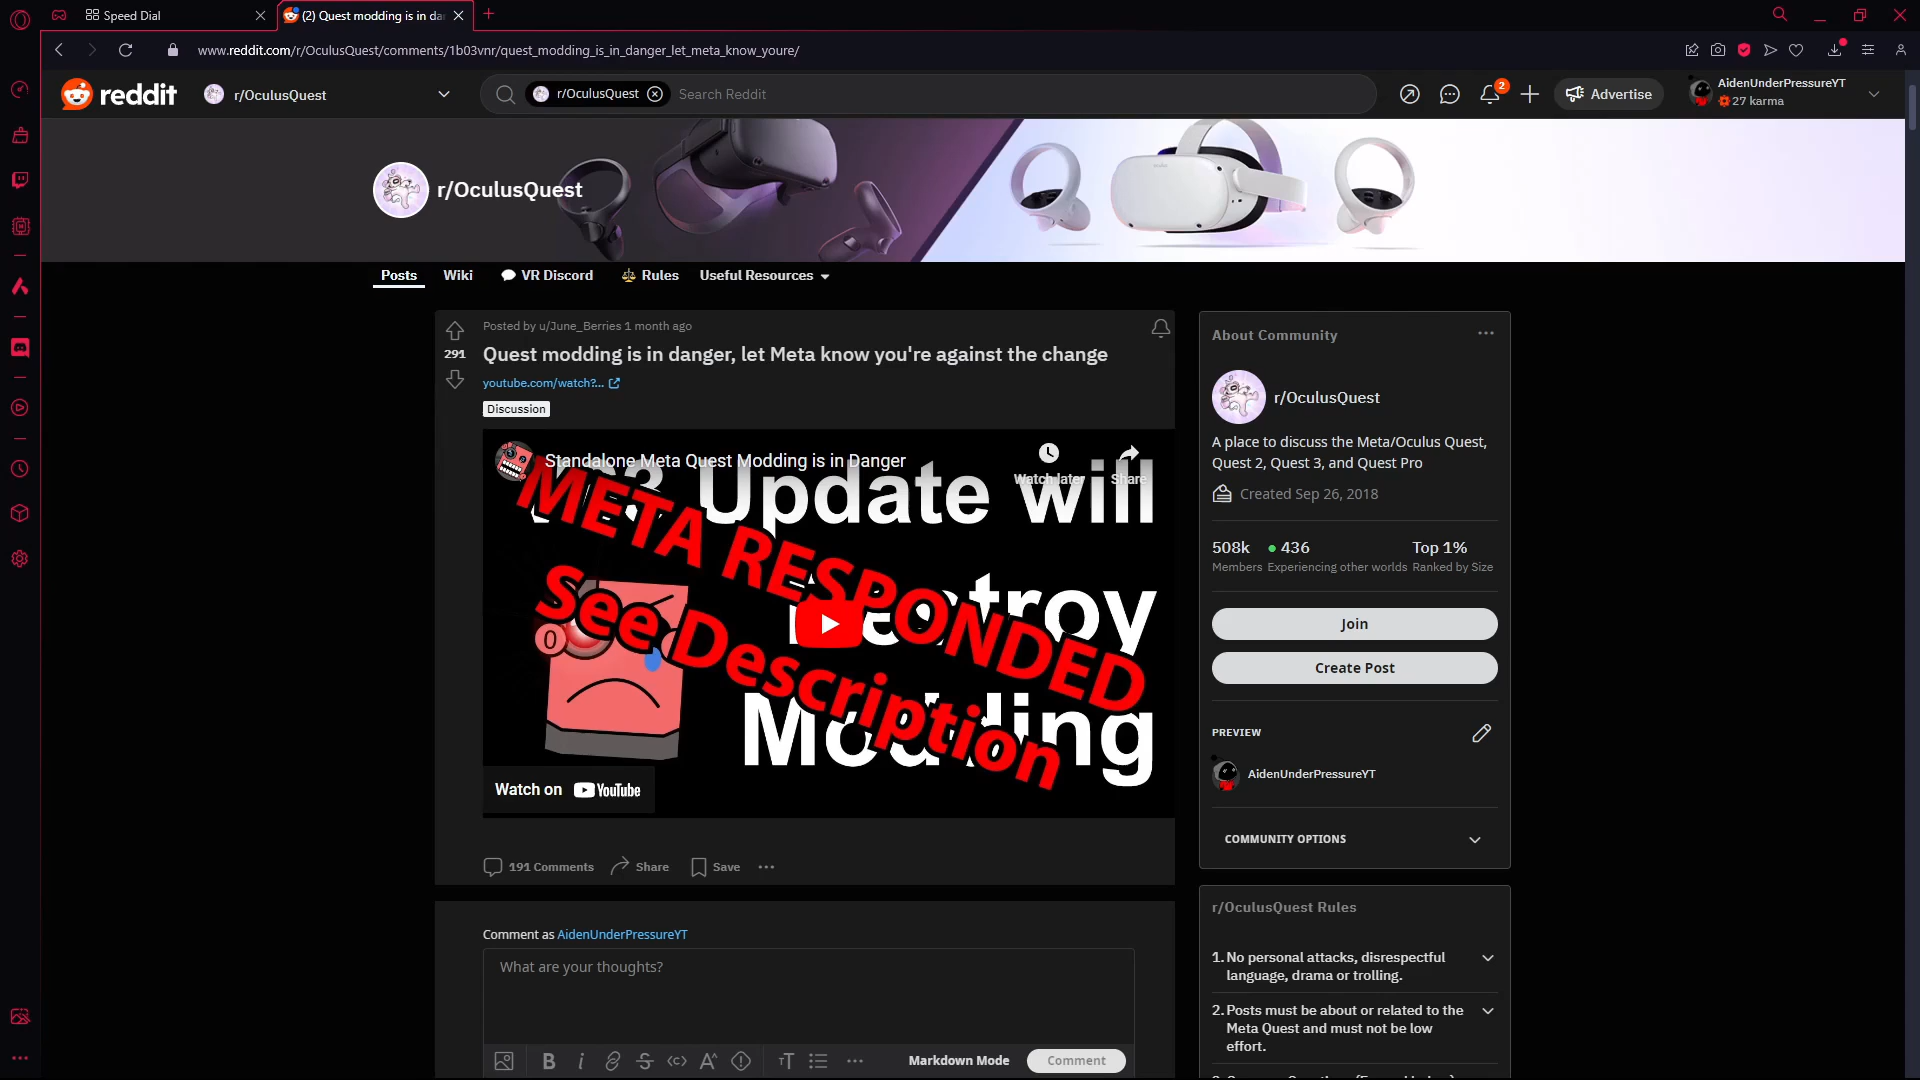 Speed Dial
(2) Quest modding is in da
www.reddit.com/r/OculusQuest/comments/1b03vnr/quest_modding_is_in_danger_let_meta_know_youre/
reddit
r/OculusQuest
r/OculusQuest
Search Reddit
2
Advertise
AidenUnderPressureYT
27 karma
r/OculusQuest
Posts
Wiki
VR Discord
Rules
Useful Resources
Posted by u/June_Berries 1 month ago
291
Quest modding is in danger, let Meta know you're against the change
youtube.com/watch?...
Discussion
Standalone Meta Quest Modding is in Danger
Watch later
Share
Update will
META RESPONDED
See Description
Modding
Watch on YouTube
191 Comments
Share
Save
Comment as AidenUnderPressureYT
What are your thoughts?
Markdown Mode
Comment
About Community
r/OculusQuest
A place to discuss the Meta/Oculus Quest,
Quest 2, Quest 3, and Quest Pro
Created Sep 26, 2018
508k
436
Top 1%
Members
Experiencing other worlds
Ranked by Size
Join
Create Post
PREVIEW
AidenUnderPressureYT
COMMUNITY OPTIONS
r/OculusQuest Rules
1. No personal attacks, disrespectful
language, drama or trolling.
2. Posts must be about or related to the
Meta Quest and must not be low
effort.